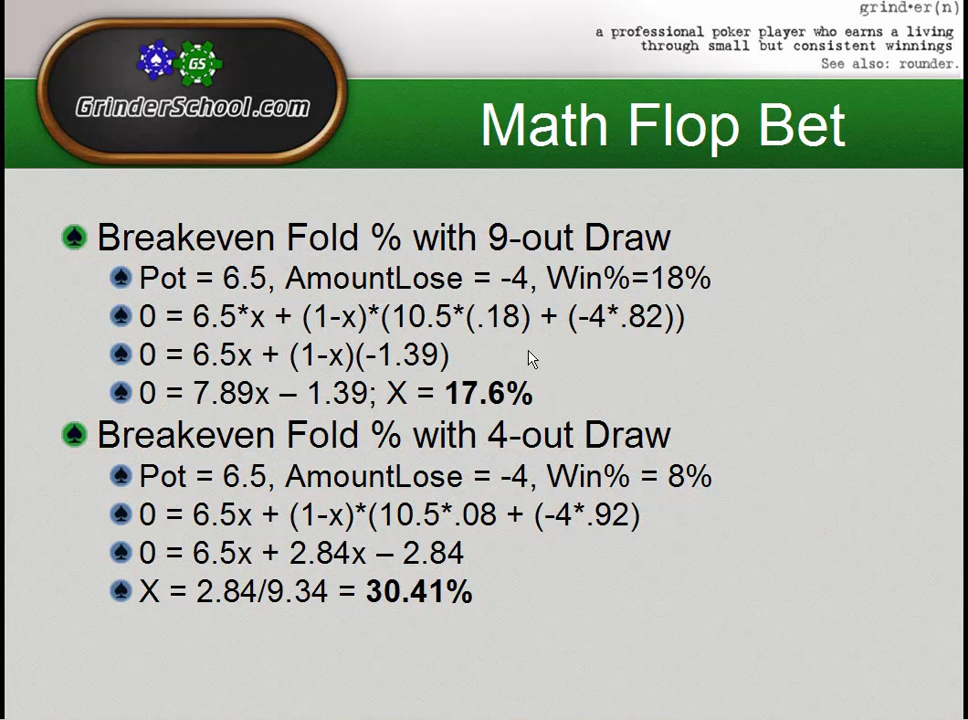 grind•er(n)
a professional poker player who earns a living
through small but consistent winnings
See also: rounder.
GS
GrinderSchool.com
Math Flop Bet
Breakeven Fold % with 9-out Draw
Pot = 6.5, AmountLose = -4, Win%=18%
0 = 6.5*x + (1-x)*(10.5*(.18) + (-4*.82))
0 = 6.5x + (1-x)(-1.39)
0 = 7.89x – 1.39; X = 17.6%
Breakeven Fold % with 4-out Draw
Pot = 6.5, AmountLose = -4, Win% = 8%
0 = 6.5x + (1-x)*(10.5*.08 + (-4*.92)
0 = 6.5x + 2.84x – 2.84
X = 2.84/9.34 = 30.41%